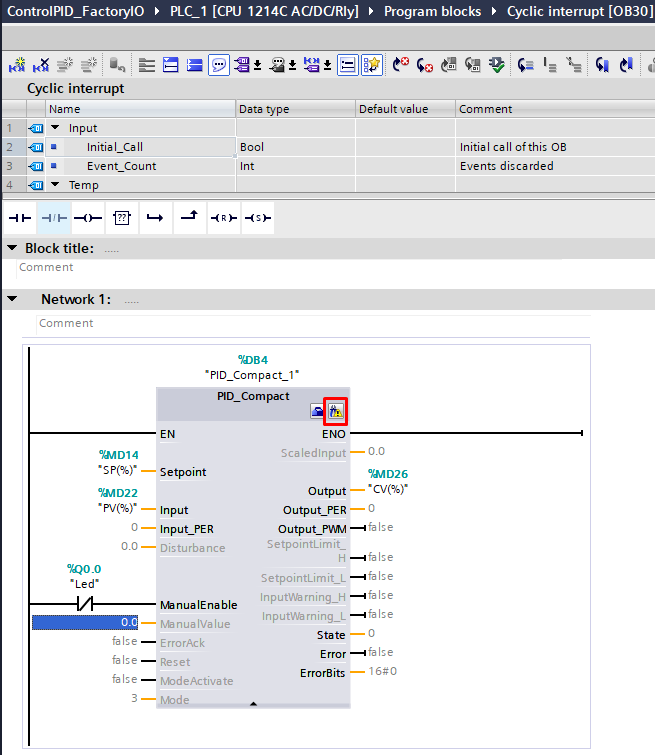 ControlPID_FactoryIO PLC_1 [CPU 1214C AC/DC/Rly] Program blocks Cyclic interrupt [OB30]
Cyclic interrupt
Name Data type Default value Comment
1 Input
2 Initial_Call Bool Initial call of this OB
3 Event_Count Int Events discarded
4 Temp
?? R S
Block title: .....
Comment
Network 1: .....
Comment
%DB4
"PID_Compact_1"
PID_Compact
EN ENO
%MD14
"SP(%)" Setpoint
ScaledInput 0.0
%MD22
"PV(%)" Input
%MD26
Output "CV(%)"
0 Input_PER
Output_PER 0
0.0 Disturbance
Output_PWM false
SetpointLimit_
H false
%Q0.0
"Led"
SetpointLimit_L false
InputWarning_H false
ManualEnable
InputWarning_L false
0.0 ManualValue
State 0
false ErrorAck
Error false
false Reset
ErrorBits 16#0
false ModeActivate
3 Mode